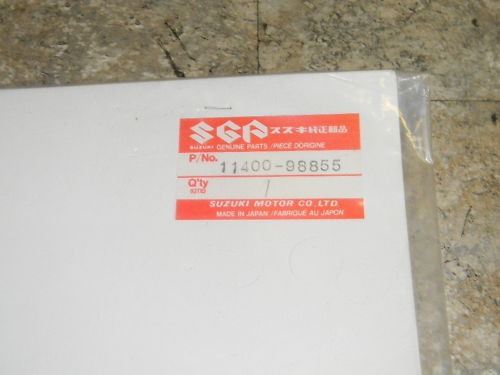 SGP スズキ純正部品
SUZUKI GENUINE PARTS / PIECE D'ORIGINE
P/No. 11400-98855
Q'ty 1
SUZUKI MOTOR CO.,LTD.
MADE IN JAPAN / FABRIQUE AU JAPON